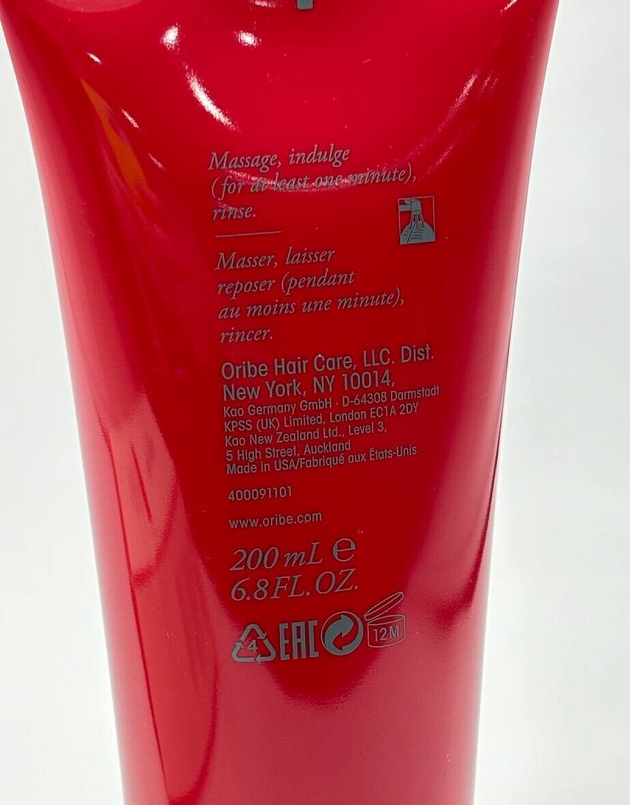 Massage, indulge
(for at least one minute),
rinse.
Masser, laisser
reposer (pendant
au moins une minute),
rincer.
Oribe Hair Care, LLC. Dist.
New York, NY 10014,
Kao Germany GmbH · D-64308 Darmstadt
KPSS (UK) Limited, London EC1A 2DY
Kao New Zealand Ltd., Level 3,
5 High Street, Auckland
Made in USA/Fabriqué aux États-Unis
400091101
www.oribe.com
200 mL ℮
6.8 FL. OZ.
4 EAC 12M